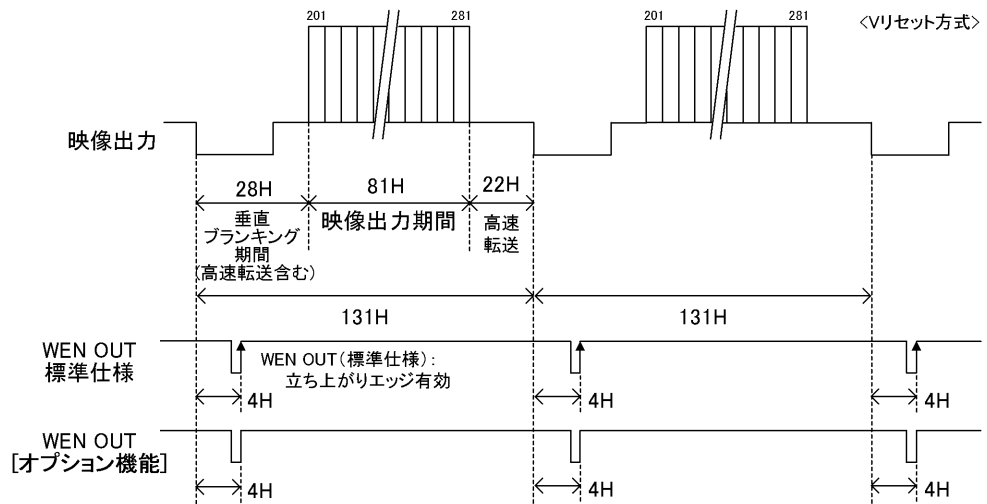 201
281
201
281
<Vリセット方式>
映像出力
28H
81H
22H
垂直
ブランキング
期間
(高速転送含む)
映像出力期間
高速
転送
131H
131H
WEN OUT
標準仕様
WEN OUT(標準仕様):
立ち上がりエッジ有効
4H
4H
4H
WEN OUT
[オプション機能]
4H
4H
4H